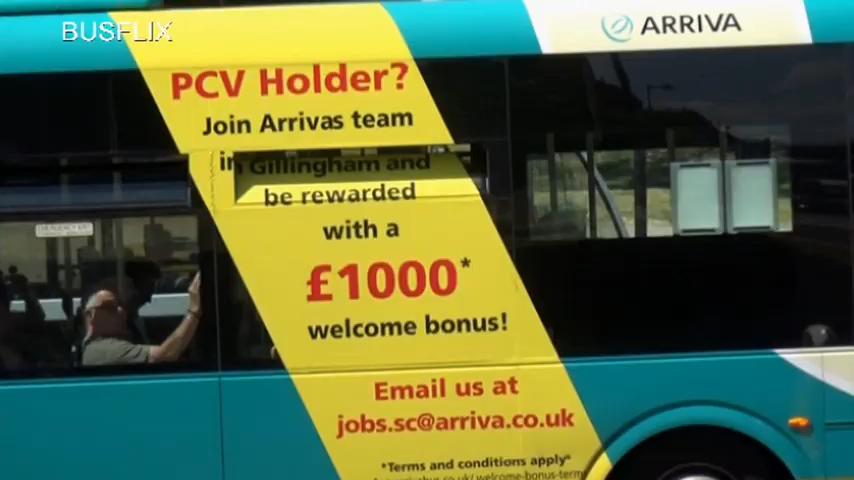 BUSFLIX
ARRIVA
PCV Holder?
Join Arrivas team
in Gillingham and
be rewarded
with a
£1000*
welcome bonus!
Email us at
jobs.sc@arriva.co.uk
*Terms and conditions apply*